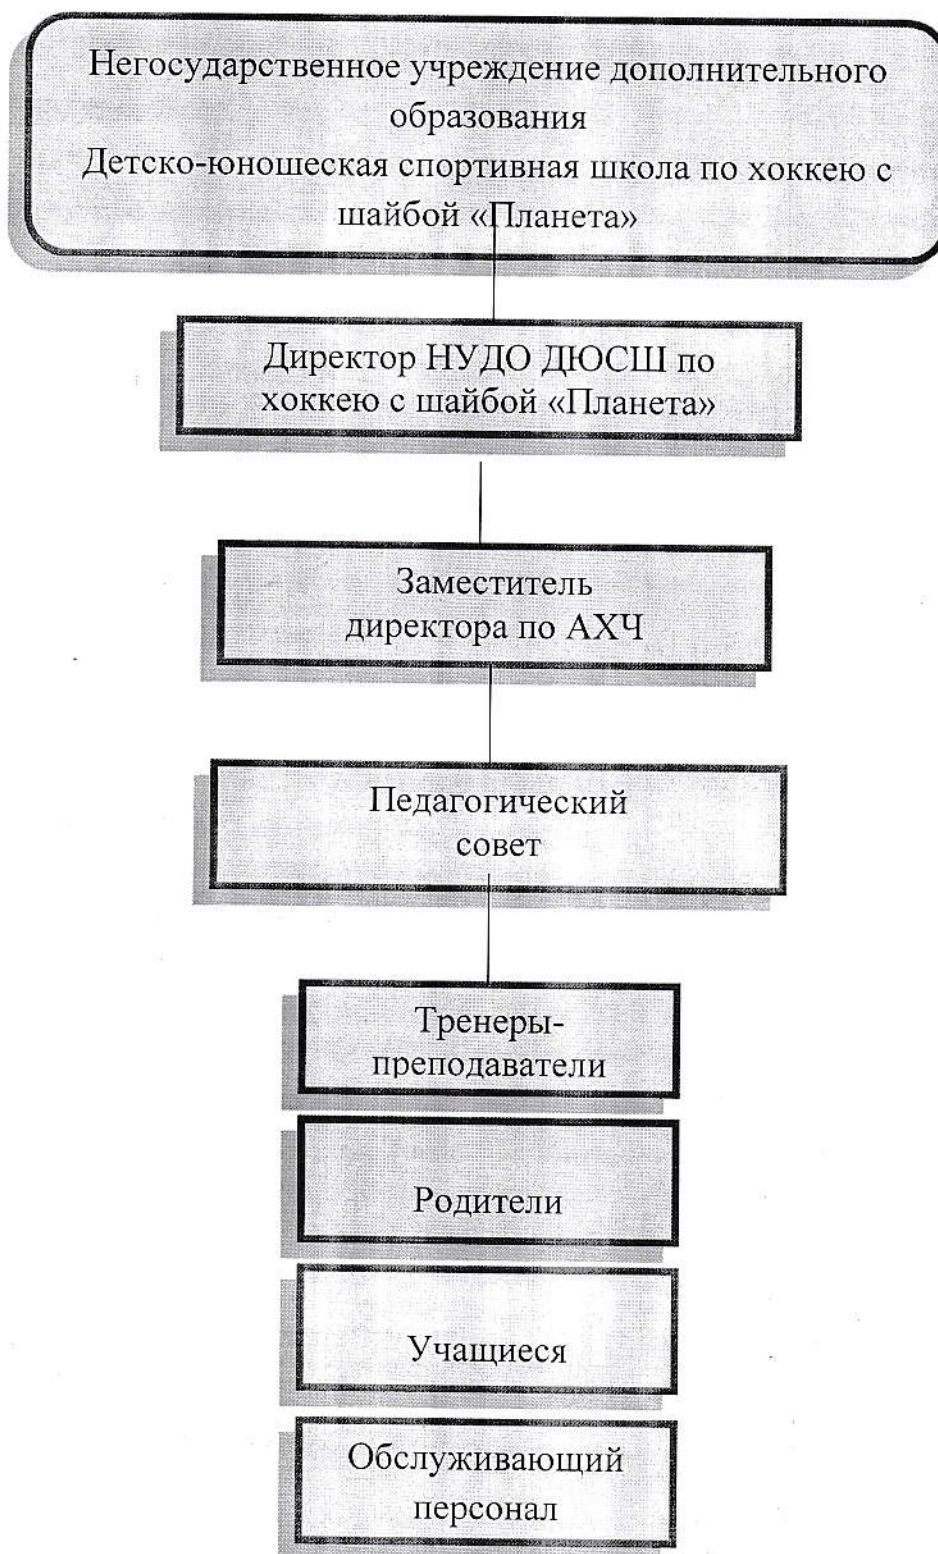 Негосударственное учреждение дополнительного
образования
Детско-юношеская спортивная школа по хоккею с
шайбой «Планета»
Директор НУДО ДЮСШ по
хоккею с шайбой «Планета»
Заместитель
директора по АХЧ
Педагогический
совет
Тренеры-
преподаватели
Родители
Учащиеся
Обслуживающий
персонал